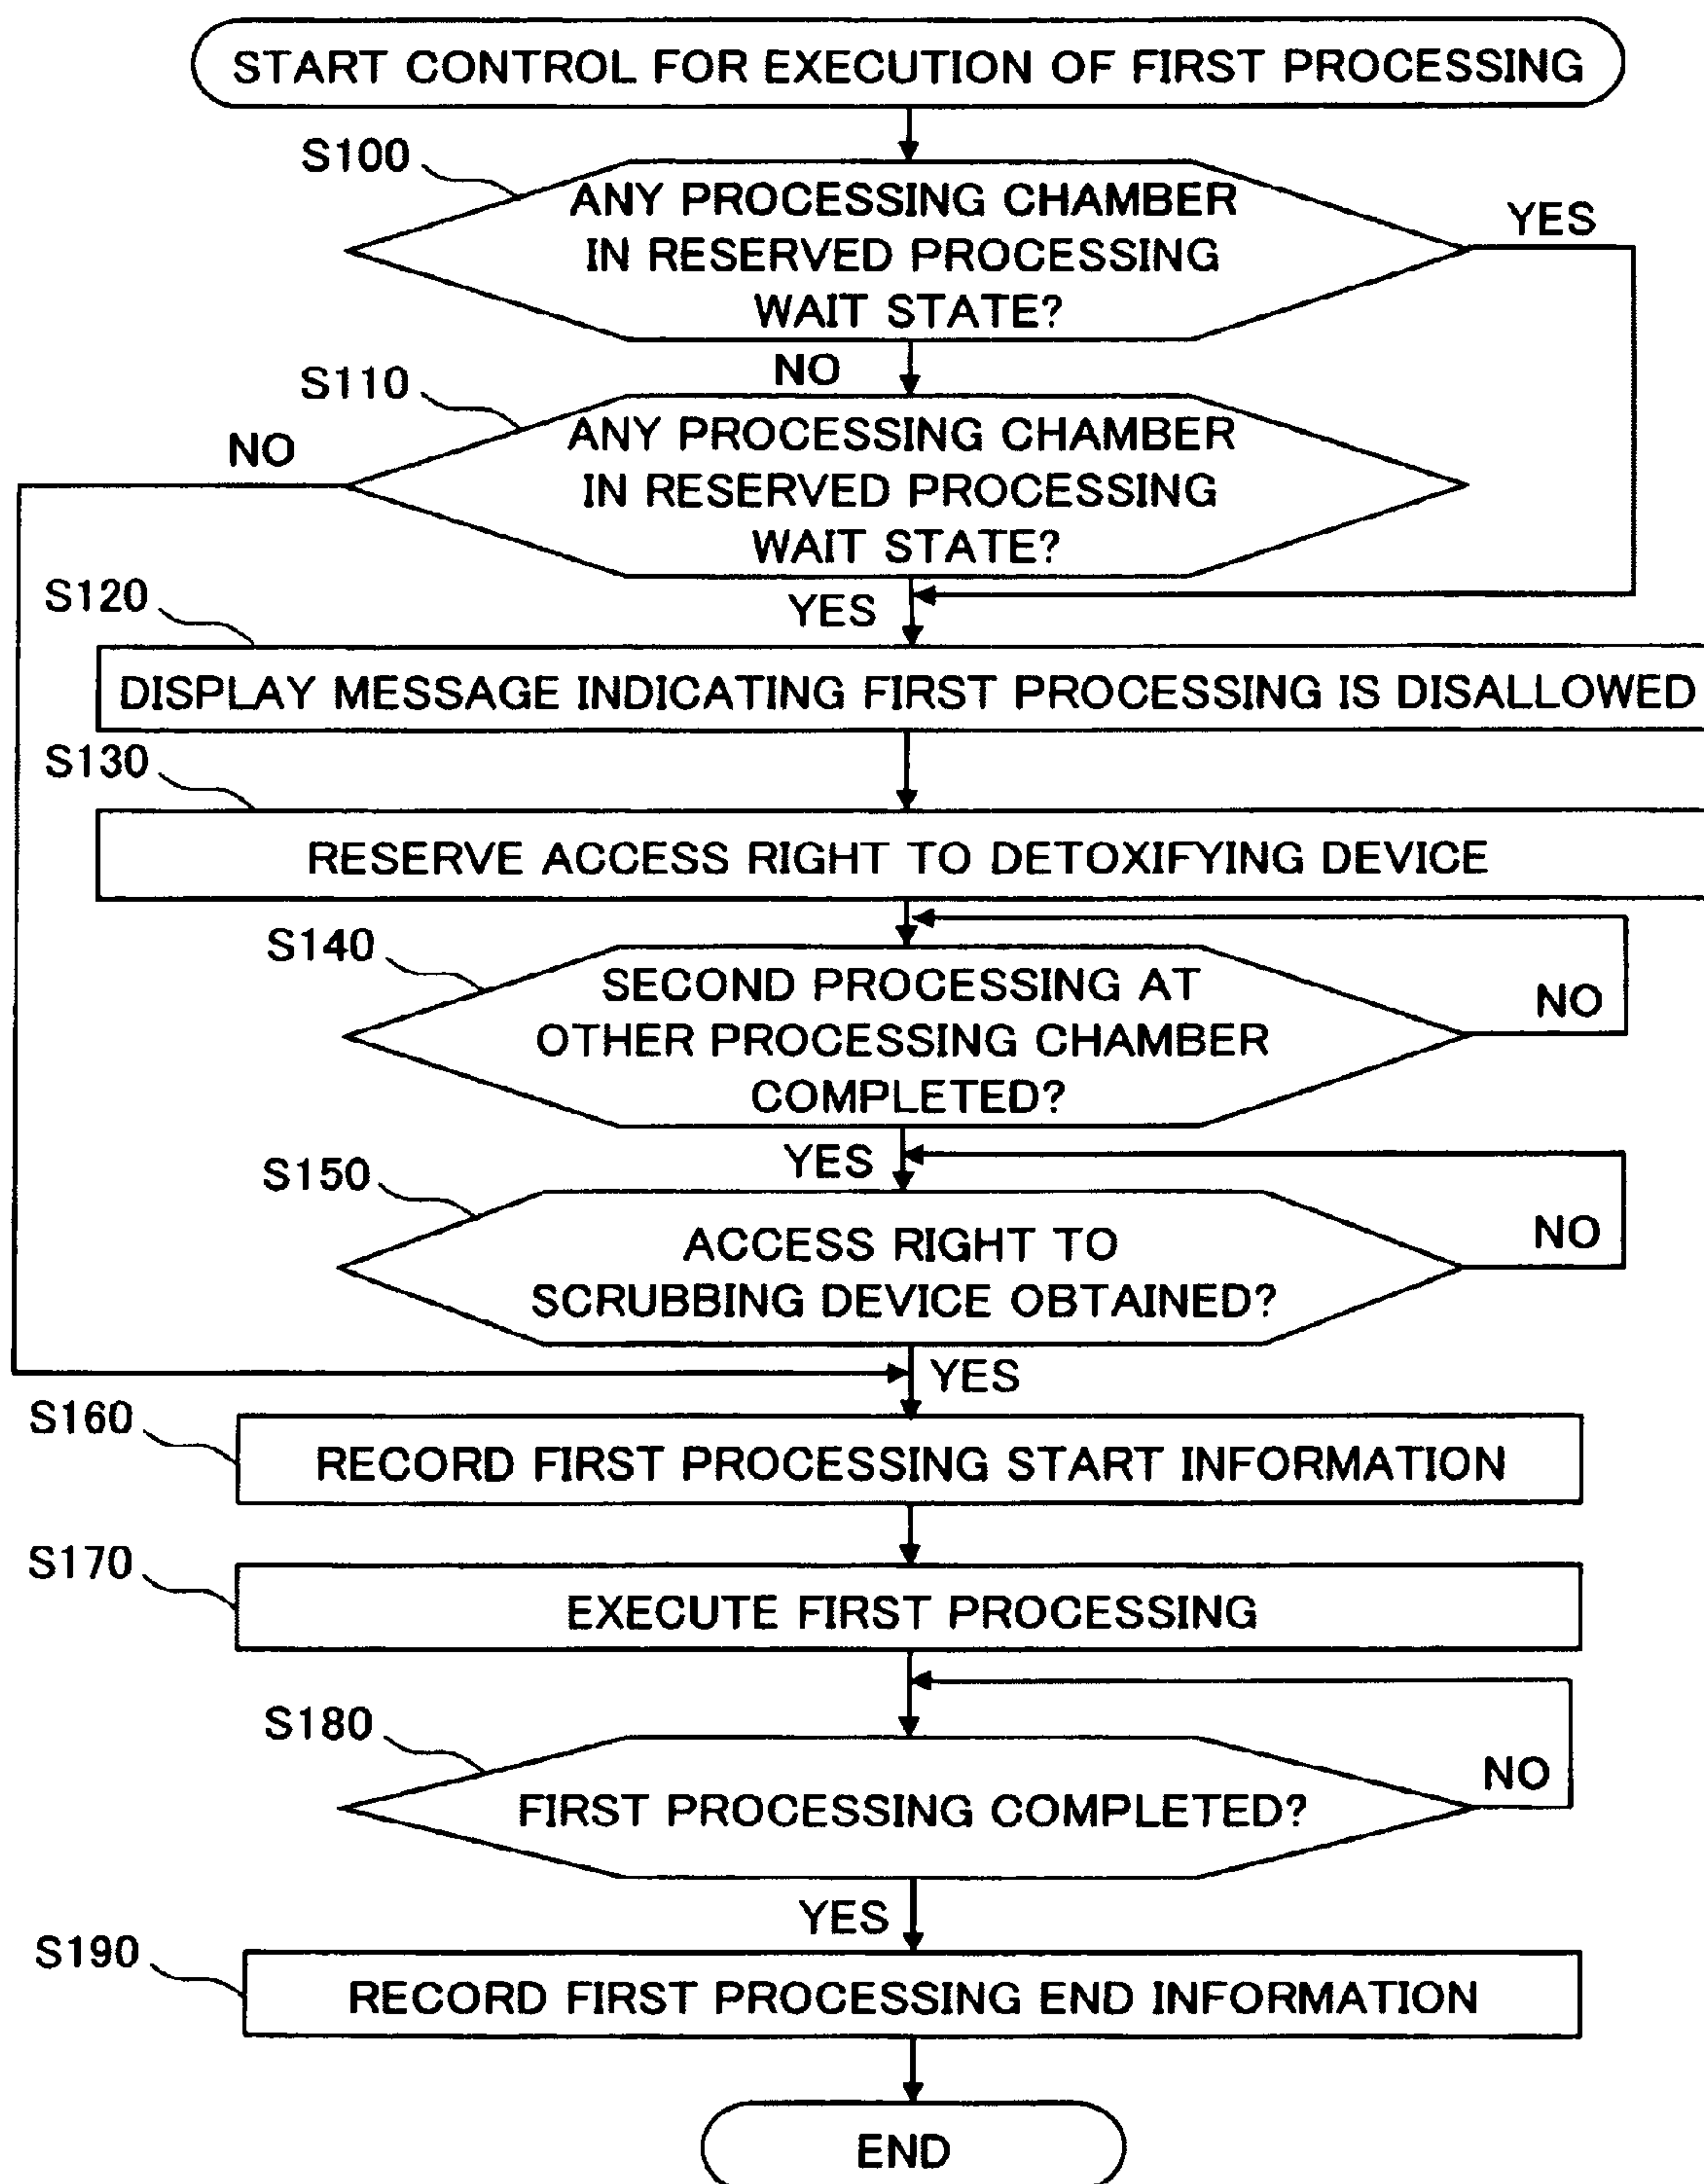 START CONTROL FOR EXECUTION OF FIRST PROCESSING
S100
ANY PROCESSING CHAMBER
IN RESERVED PROCESSING
WAIT STATE?
YES
NO
S110
ANY PROCESSING CHAMBER
IN RESERVED PROCESSING
WAIT STATE?
NO
YES
S120
DISPLAY MESSAGE INDICATING FIRST PROCESSING IS DISALLOWED
S130
RESERVE ACCESS RIGHT TO DETOXIFYING DEVICE
S140
SECOND PROCESSING AT
OTHER PROCESSING CHAMBER
COMPLETED?
NO
YES
S150
ACCESS RIGHT TO
SCRUBBING DEVICE OBTAINED?
NO
YES
S160
RECORD FIRST PROCESSING START INFORMATION
S170
EXECUTE FIRST PROCESSING
S180
FIRST PROCESSING COMPLETED?
NO
YES
S190
RECORD FIRST PROCESSING END INFORMATION
END